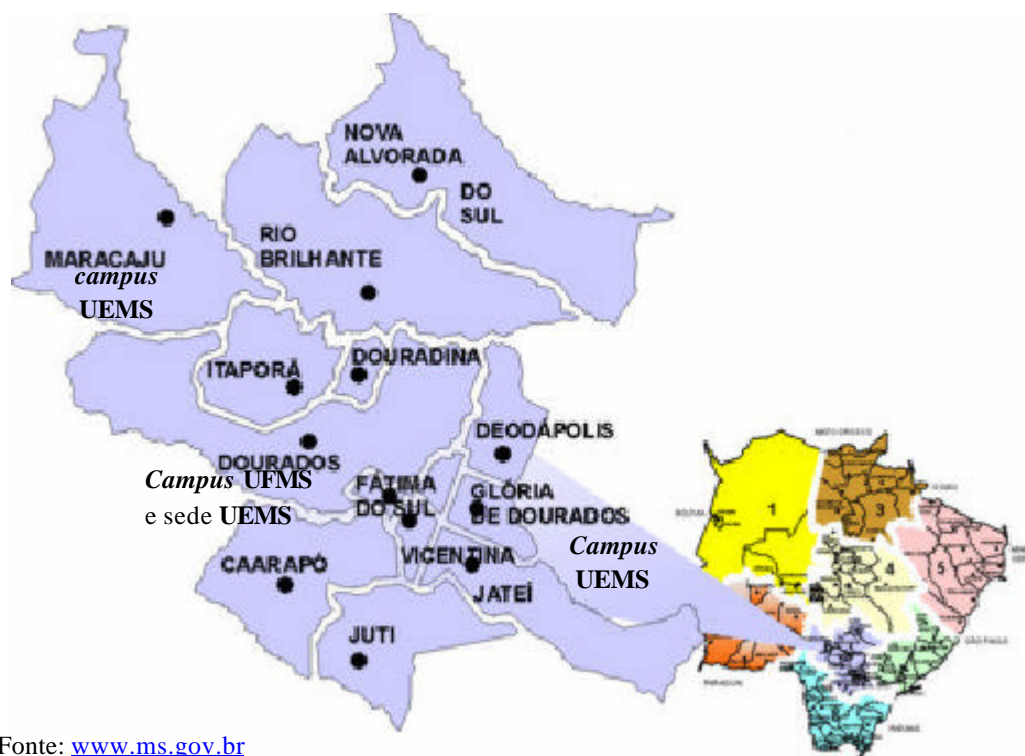 NOVA
ALVORADA
DO
SUL
RIO
BRILHANTE
MARACAJU
campus
UEMS
ITAPORÃ
DOURADINA
DEODÁPOLIS
DOURADOS
Campus UFMS
e sede UEMS
FÁTIMA
DO SUL
GLÓRIA
DE DOURADOS
Campus
UEMS
VICENTINA
CAARAPÓ
JATEÍ
JUTI
1
3
4
5
Fonte: www.ms.gov.br